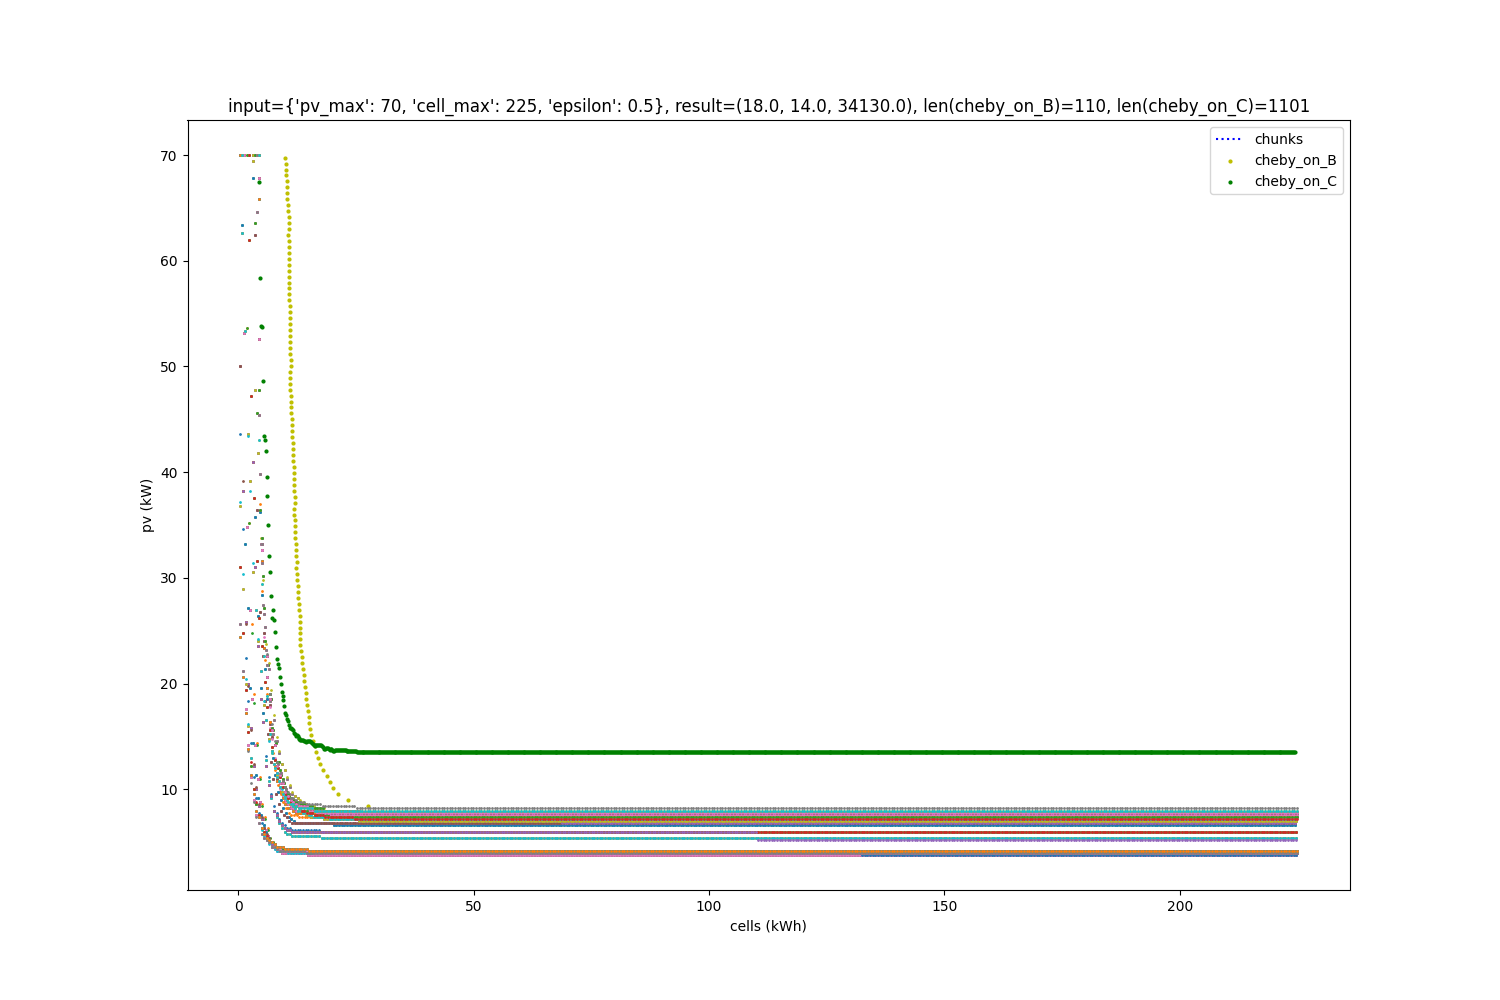 input={'pv_max': 70, 'cell_max': 225, 'epsilon': 0.5}, result=(18.0, 14.0, 34130.0), len(cheby_on_B)=110, len(cheby_on_C)=1101
chunks
cheby_on_B
cheby_on_C
70
60
50
40
30
20
10
pv (kW)
0
50
100
150
200
cells (kWh)